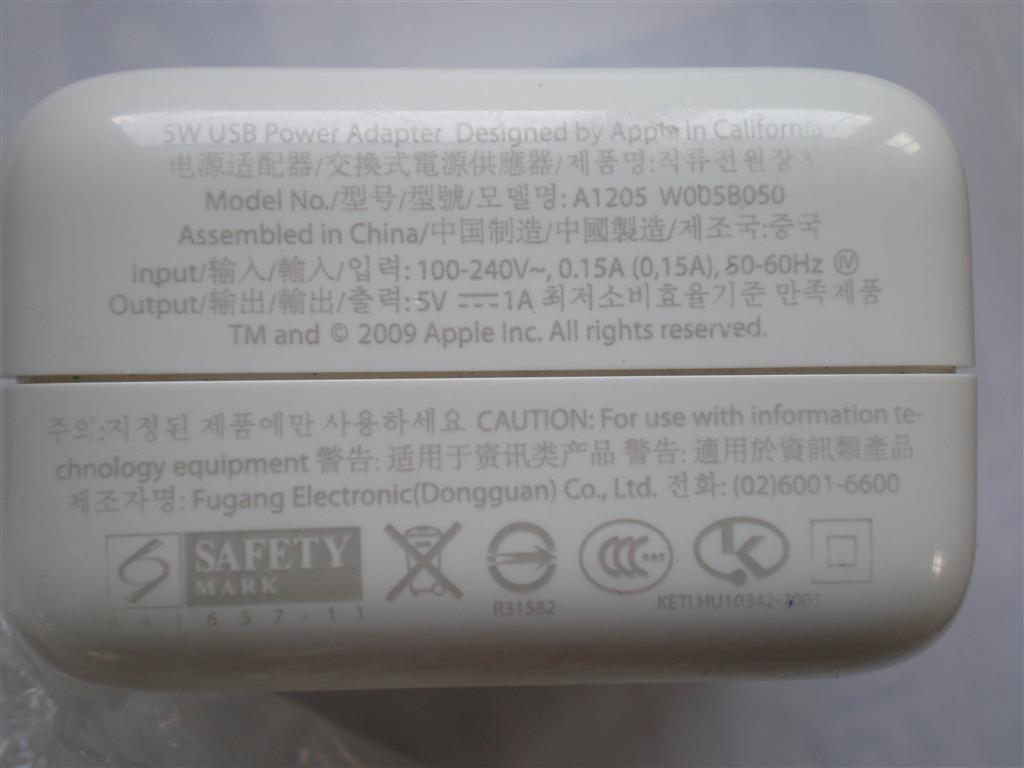 5W USB Power Adapter Designed by Apple in California
电源适配器/交換式電源供應器/제품명:직류전원장치
Model No./型号/型號/모델명: A1205 W005B050
Assembled in China/中国制造/中國製造/제조국:중국
Input/输入/輸入/입력: 100-240V~, 0.15A (0,15A), 50-60Hz Ⅳ
Output/输出/輸出/출력: 5V ⎓ 1A 최저소비효율기준 만족제품
TM and © 2009 Apple Inc. All rights reserved.
주의:지정된 제품에만 사용하세요 CAUTION: For use with information te-
chnology equipment 警告: 适用于资讯类产品 警告: 適用於資訊類產品
제조자명: Fugang Electronic(Dongguan) Co., Ltd. 전화: (02)6001-6600
SAFETY
MARK
CCC
K
061657-11
R31582
KETI HU10342-7003